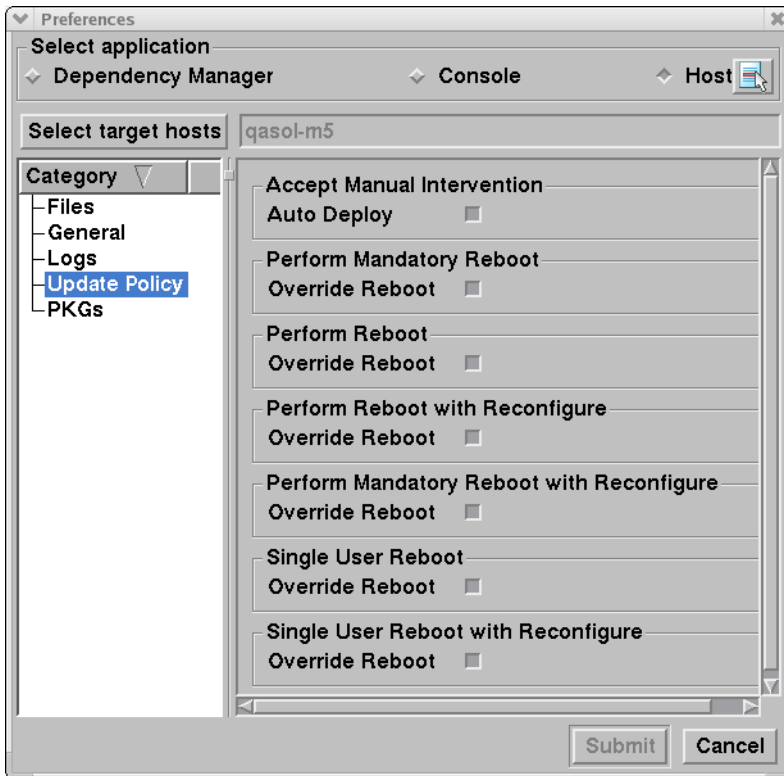 Preferences
Select application
Dependency Manager Console Host
Select target hosts qasol-m5
Category
Files
General
Logs
Update Policy
PKGs
Accept Manual Intervention
Auto Deploy
Perform Mandatory Reboot
Override Reboot
Perform Reboot
Override Reboot
Perform Reboot with Reconfigure
Override Reboot
Perform Mandatory Reboot with Reconfigure
Override Reboot
Single User Reboot
Override Reboot
Single User Reboot with Reconfigure
Override Reboot
Submit Cancel